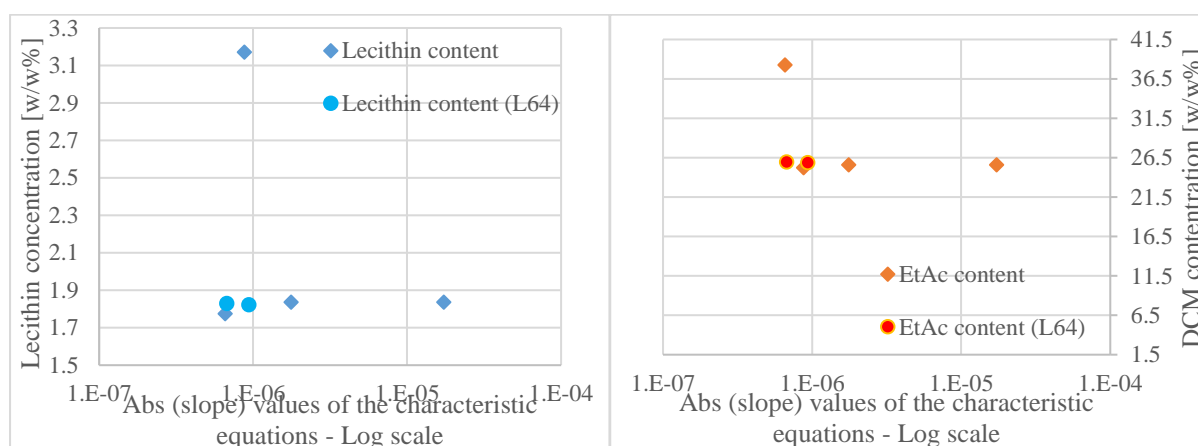 Lecithin concentration [w/w%]
3.3
3.1
2.9
2.7
2.5
2.3
2.1
1.9
1.7
1.5
Lecithin content
Lecithin content (L64)
1.E-07
1.E-06
1.E-05
1.E-04
Abs (slope) values of the characteristic
equations - Log scale
41.5
36.5
31.5
26.5
21.5
16.5
11.5
6.5
1.5
DCM contentration [w/w%]
EtAc content
EtAc content (L64)
1.E-07
1.E-06
1.E-05
1.E-04
Abs (slope) values of the characteristic
equations - Log scale